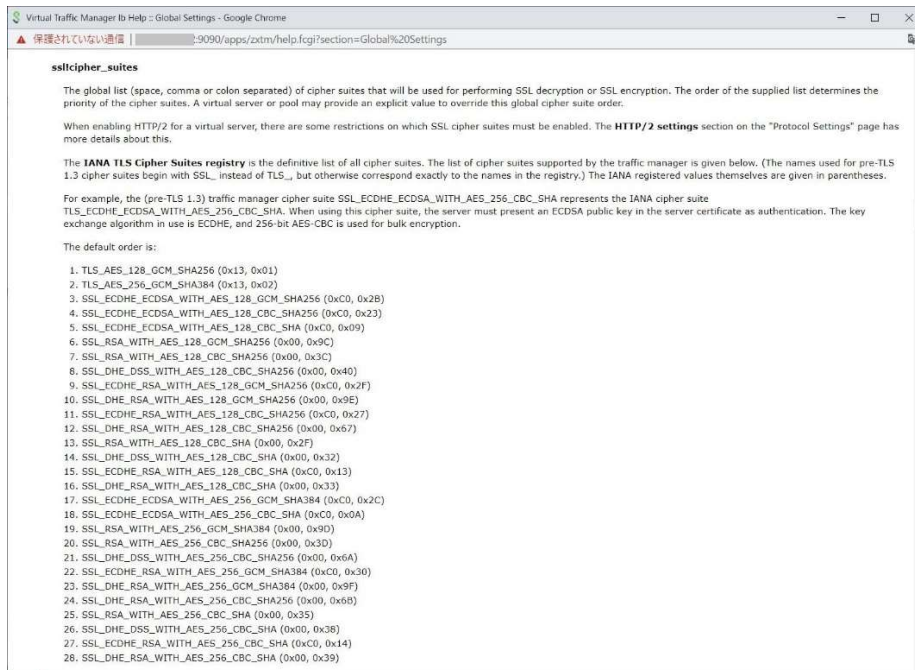 Virtual Traffic Manager lb Help :: Global Settings - Google Chrome
保護されていない通信 | :9090/apps/zxtm/help.fcgi?section=Global%20Settings
ssl!cipher_suites
The global list (space, comma or colon separated) of cipher suites that will be used for performing SSL decryption or SSL encryption. The order of the supplied list determines the
priority of the cipher suites. A virtual server or pool may provide an explicit value to override this global cipher suite order.
When enabling HTTP/2 for a virtual server, there are some restrictions on which SSL cipher suites must be enabled. The HTTP/2 settings section on the "Protocol Settings" page has
more details about this.
The IANA TLS Cipher Suites registry is the definitive list of all cipher suites. The list of cipher suites supported by the traffic manager is given below. (The names used for pre-TLS
1.3 cipher suites begin with SSL_ instead of TLS_, but otherwise correspond exactly to the names in the registry.) The IANA registered values themselves are given in parentheses.
For example, the (pre-TLS 1.3) traffic manager cipher suite SSL_ECDHE_ECDSA_WITH_AES_256_CBC_SHA represents the IANA cipher suite
TLS_ECDHE_ECDSA_WITH_AES_256_CBC_SHA. When using this cipher suite, the server must present an ECDSA public key in the server certificate as authentication. The key
exchange algorithm in use is ECDHE, and 256-bit AES-CBC is used for bulk encryption.
The default order is:
1. TLS_AES_128_GCM_SHA256 (0x13, 0x01)
2. TLS_AES_256_GCM_SHA384 (0x13, 0x02)
3. SSL_ECDHE_ECDSA_WITH_AES_128_GCM_SHA256 (0xC0, 0x2B)
4. SSL_ECDHE_ECDSA_WITH_AES_128_CBC_SHA256 (0xC0, 0x23)
5. SSL_ECDHE_ECDSA_WITH_AES_128_CBC_SHA (0xC0, 0x09)
6. SSL_RSA_WITH_AES_128_GCM_SHA256 (0x00, 0x9C)
7. SSL_RSA_WITH_AES_128_CBC_SHA256 (0x00, 0x3C)
8. SSL_DHE_DSS_WITH_AES_128_CBC_SHA256 (0x00, 0x40)
9. SSL_ECDHE_RSA_WITH_AES_128_GCM_SHA256 (0xC0, 0x2F)
10. SSL_DHE_RSA_WITH_AES_128_GCM_SHA256 (0x00, 0x9E)
11. SSL_ECDHE_RSA_WITH_AES_128_CBC_SHA256 (0xC0, 0x27)
12. SSL_DHE_RSA_WITH_AES_128_CBC_SHA256 (0x00, 0x67)
13. SSL_RSA_WITH_AES_128_CBC_SHA (0x00, 0x2F)
14. SSL_DHE_DSS_WITH_AES_128_CBC_SHA (0x00, 0x32)
15. SSL_ECDHE_RSA_WITH_AES_128_CBC_SHA (0xC0, 0x13)
16. SSL_DHE_RSA_WITH_AES_128_CBC_SHA (0x00, 0x33)
17. SSL_ECDHE_ECDSA_WITH_AES_256_GCM_SHA384 (0xC0, 0x2C)
18. SSL_ECDHE_ECDSA_WITH_AES_256_CBC_SHA (0xC0, 0x0A)
19. SSL_RSA_WITH_AES_256_GCM_SHA384 (0x00, 0x9D)
20. SSL_RSA_WITH_AES_256_CBC_SHA256 (0x00, 0x3D)
21. SSL_DHE_DSS_WITH_AES_256_CBC_SHA256 (0x00, 0x6A)
22. SSL_ECDHE_RSA_WITH_AES_256_GCM_SHA384 (0xC0, 0x30)
23. SSL_DHE_RSA_WITH_AES_256_GCM_SHA384 (0x00, 0x9F)
24. SSL_DHE_RSA_WITH_AES_256_CBC_SHA256 (0x00, 0x6B)
25. SSL_RSA_WITH_AES_256_CBC_SHA (0x00, 0x35)
26. SSL_DHE_DSS_WITH_AES_256_CBC_SHA (0x00, 0x38)
27. SSL_ECDHE_RSA_WITH_AES_256_CBC_SHA (0xC0, 0x14)
28. SSL_DHE_RSA_WITH_AES_256_CBC_SHA (0x00, 0x39)